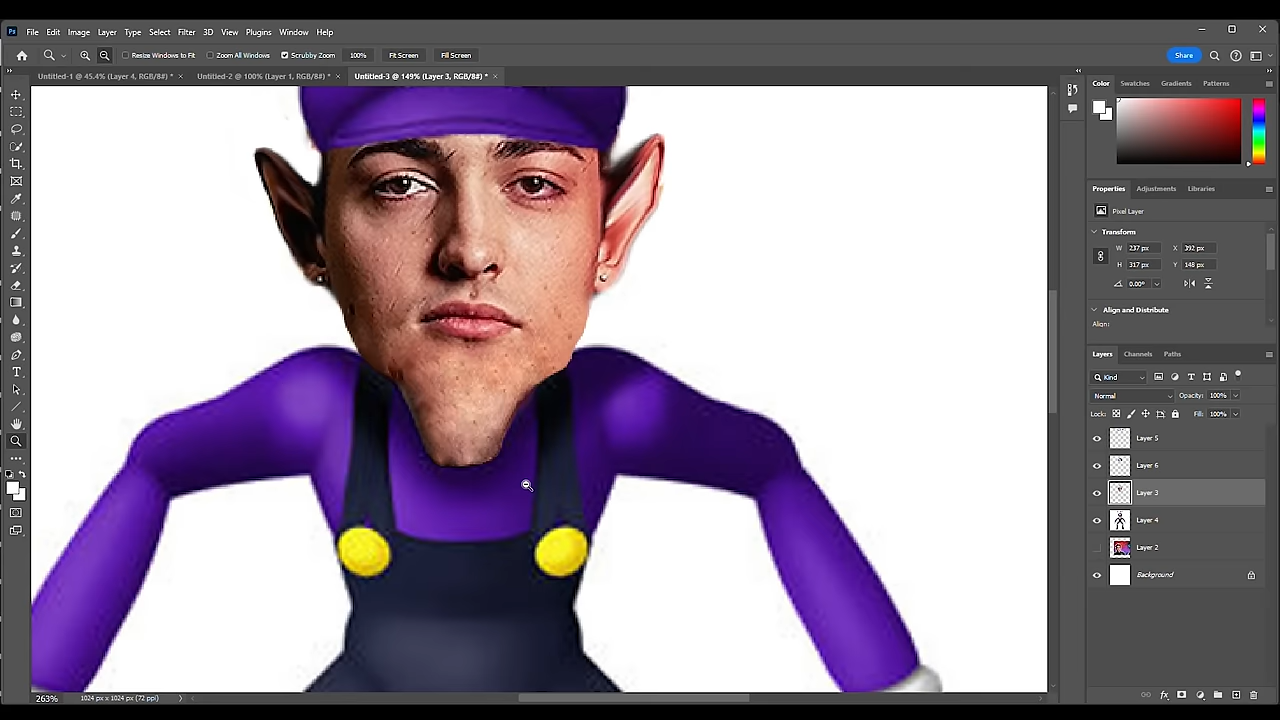 Ps File Edit Image Layer Type Select Filter 3D View Plugins Window Help
Resize Windows to Fit Zoom All Windows Scrubby Zoom 100% Fit Screen Fill Screen Share
Untitled-1 @ 45.4% (Layer 4, RGB/8#) * × Untitled-2 @ 100% (Layer 1, RGB/8#) * × Untitled-3 @ 149% (Layer 3, RGB/8#) * ×
Color Swatches Gradients Patterns
Properties Adjustments Libraries
Pixel Layer
Transform
W 237 px X 392 px
H 317 px Y 148 px
0.00°
Align and Distribute
Align:
Layers Channels Paths
Kind
Normal Opacity: 100%
Lock: Fill: 100%
Layer 5
Layer 6
Layer 3
Layer 4
Layer 2
Background
263% 1024 px x 1024 px (72 ppi)